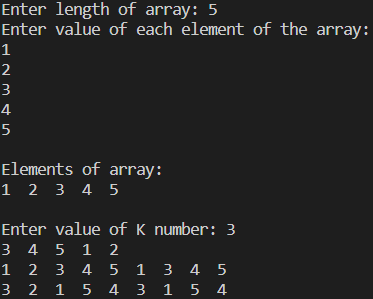 Enter length of array: 5
Enter value of each element of the array:
1
2
3
4
5
Elements of array:
1 2 3 4 5
Enter value of K number: 3
3 4 5 1 2
1 2 3 4 5 1 3 4 5
3 2 1 5 4 3 1 5 4